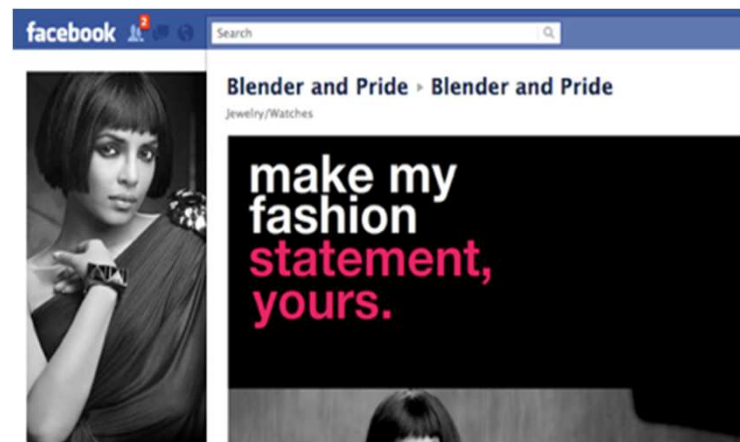 facebook 2 Search
Blender and Pride ▸ Blender and Pride
Jewelry/Watches
make my
fashion
statement,
yours.